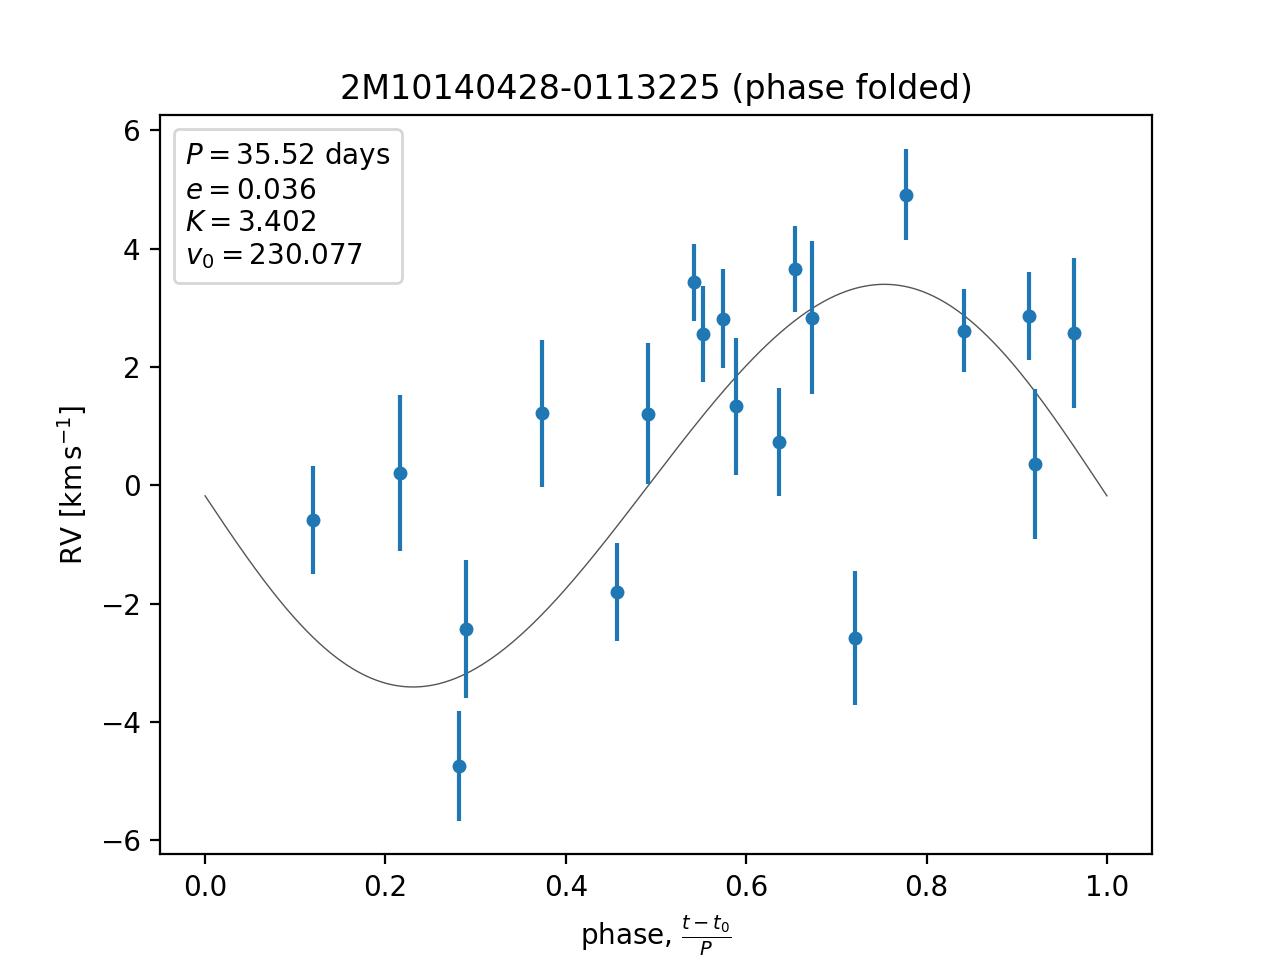 2M10140428-0113225 (phase folded)
P = 35.52 days
e = 0.036
K = 3.402
v₀ = 230.077
6
4
2
0
−2
−4
−6
RV [km s⁻¹]
0.0 0.2 0.4 0.6 0.8 1.0
phase, (t − t₀)/P